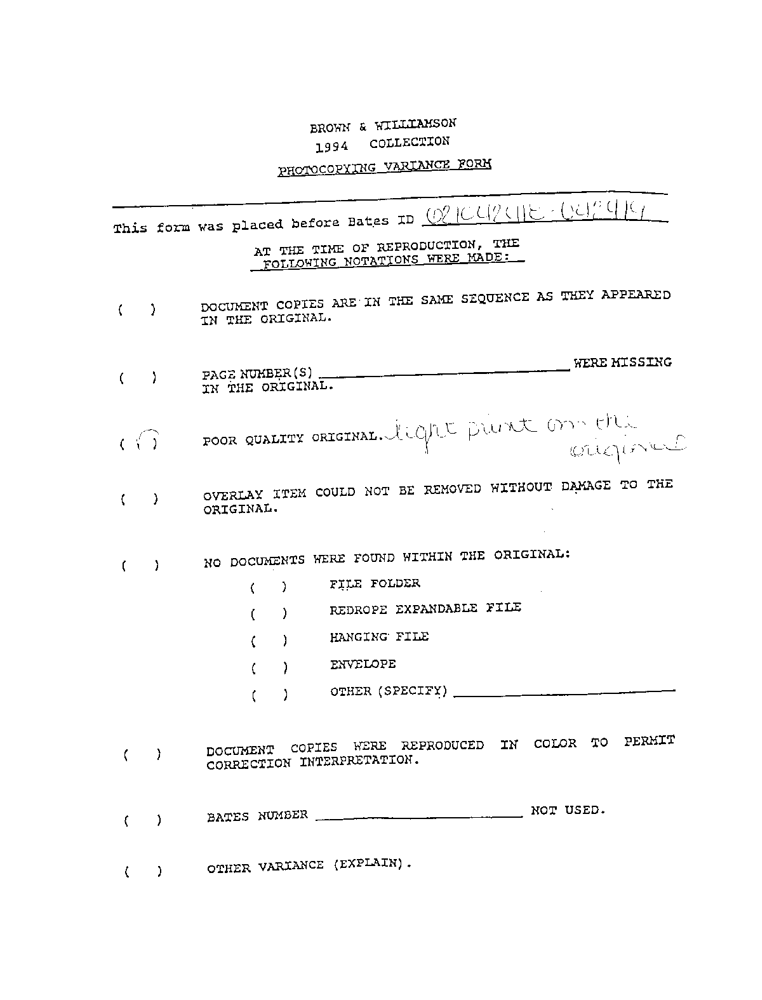 BROWN & WILLIAMSON
1994 COLLECTION
PHOTOCOPYING VARIANCE FORM
This form was placed before Bates ID
AT THE TIME OF REPRODUCTION, THE
FOLLOWING NOTATIONS WERE MADE:
( ) DOCUMENT COPIES ARE IN THE SAME SEQUENCE AS THEY APPEARED
IN THE ORIGINAL.
( ) PAGE NUMBER(S) WERE MISSING
IN THE ORIGINAL.
( ) POOR QUALITY ORIGINAL. light print on the
original
( ) OVERLAY ITEM COULD NOT BE REMOVED WITHOUT DAMAGE TO THE
ORIGINAL.
( ) NO DOCUMENTS WERE FOUND WITHIN THE ORIGINAL:
( ) FILE FOLDER
( ) REDROPE EXPANDABLE FILE
( ) HANGING FILE
( ) ENVELOPE
( ) OTHER (SPECIFY)
( ) DOCUMENT COPIES WERE REPRODUCED IN COLOR TO PERMIT
CORRECTION INTERPRETATION.
( ) BATES NUMBER NOT USED.
( ) OTHER VARIANCE (EXPLAIN).